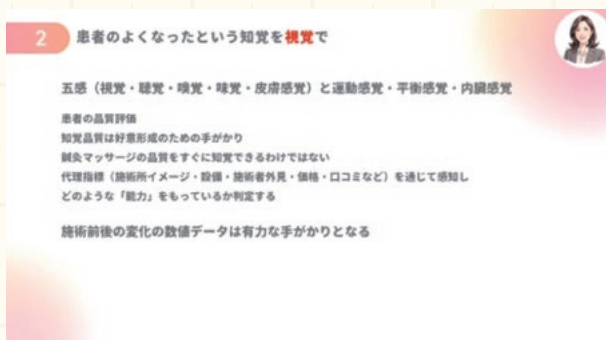 2
患者のよくなったという知覚を視覚で
五感（視覚・聴覚・嗅覚・味覚・皮膚感覚）と運動感覚・平衡感覚・内臓感覚
患者の品質評価
知覚品質は好意形成のための手がかり
鍼灸マッサージの品質をすぐに知覚できるわけではない
代理指標（施術所イメージ・設備・施術者外見・価格・口コミなど）を通じて感知し
どのような「能力」をもっているか判定する
施術前後の変化の数値データは有力な手がかりとなる